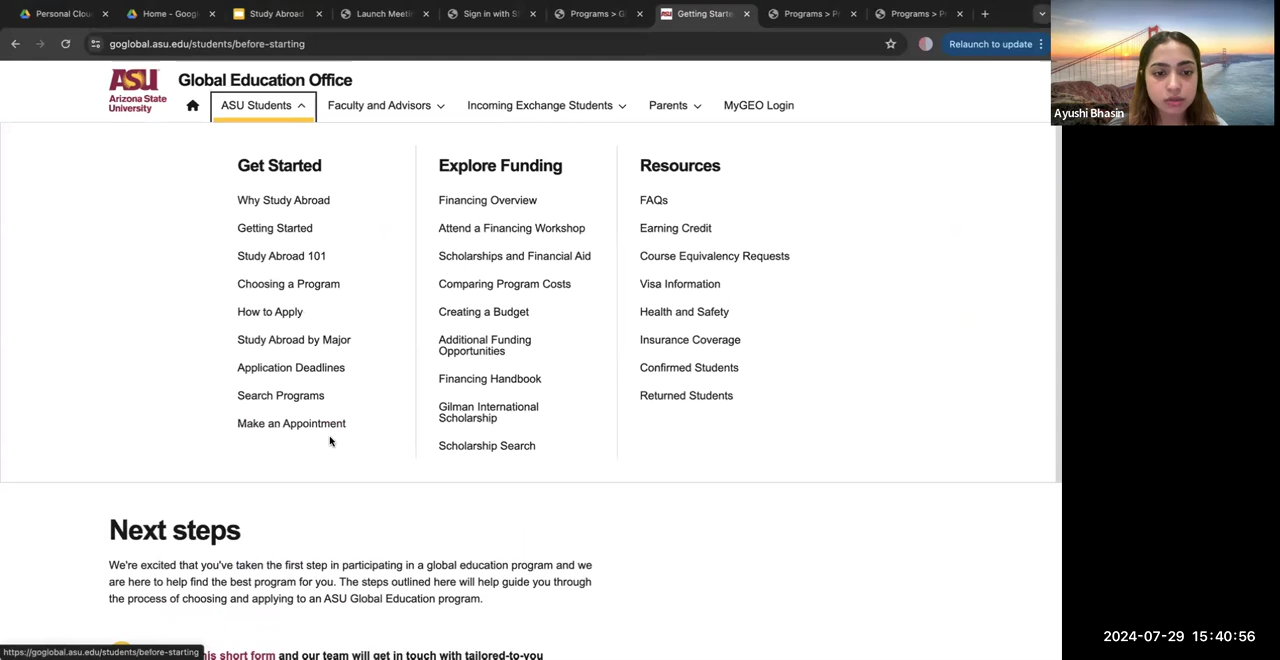 Personal Clou
Home - Googl
Study Abroad
Launch Meeti
Sign in with S
Programs > G
Getting Starte
Programs > P
Programs > P
goglobal.asu.edu/students/before-starting
Relaunch to update
ASU
Arizona State
University
Global Education Office
ASU Students
Faculty and Advisors
Incoming Exchange Students
Parents
MyGEO Login
Get Started
Why Study Abroad
Getting Started
Study Abroad 101
Choosing a Program
How to Apply
Study Abroad by Major
Application Deadlines
Search Programs
Make an Appointment
Explore Funding
Financing Overview
Attend a Financing Workshop
Scholarships and Financial Aid
Comparing Program Costs
Creating a Budget
Additional Funding
Opportunities
Financing Handbook
Gilman International
Scholarship
Scholarship Search
Resources
FAQs
Earning Credit
Course Equivalency Requests
Visa Information
Health and Safety
Insurance Coverage
Confirmed Students
Returned Students
Next steps
We're excited that you've taken the first step in participating in a global education program and we
are here to help find the best program for you. The steps outlined here will help guide you through
the process of choosing and applying to an ASU Global Education program.
his short form and our team will get in touch with tailored-to-you
https://goglobal.asu.edu/students/before-starting
Ayushi Bhasin
2024-07-29 15:40:56